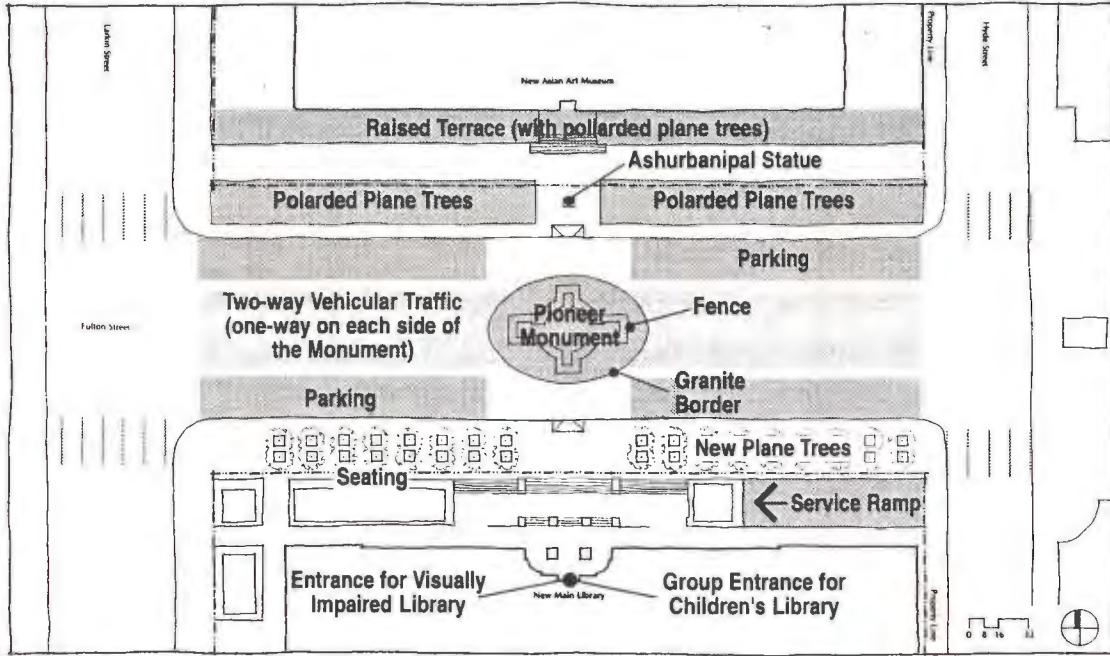 Larkin Street
Property Line
Hyde Street
New Asian Art Museum
Raised Terrace (with pollarded plane trees)
Ashurbanipal Statue
Polarded Plane Trees
Polarded Plane Trees
Parking
Two-way Vehicular Traffic
(one-way on each side of
the Monument)
Fulton Street
Pioneer
Monument
Fence
Parking
Granite
Border
New Plane Trees
Seating
Service Ramp
Entrance for Visually
Impaired Library
New Main Library
Group Entrance for
Children's Library
Property Line
0 8 16 32